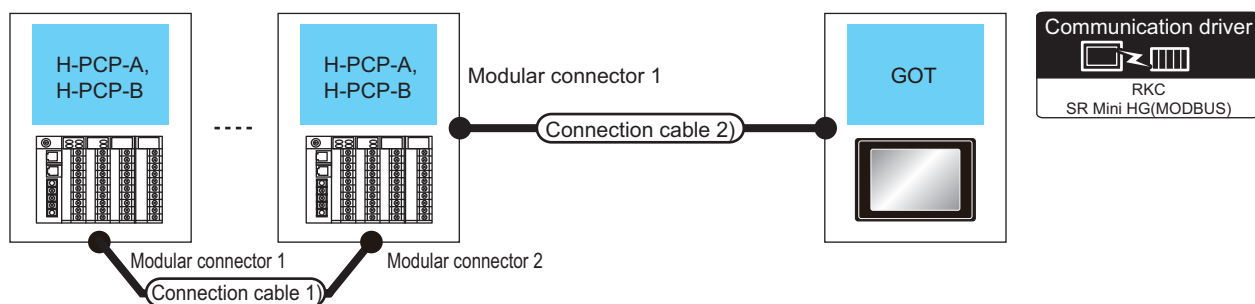 H-PCP-A,
H-PCP-B
H-PCP-A,
H-PCP-B
Modular connector 1
Connection cable 2)
GOT
Communication driver
RKC
SR Mini HG(MODBUS)
Modular connector 1
Modular connector 2
Connection cable 1)